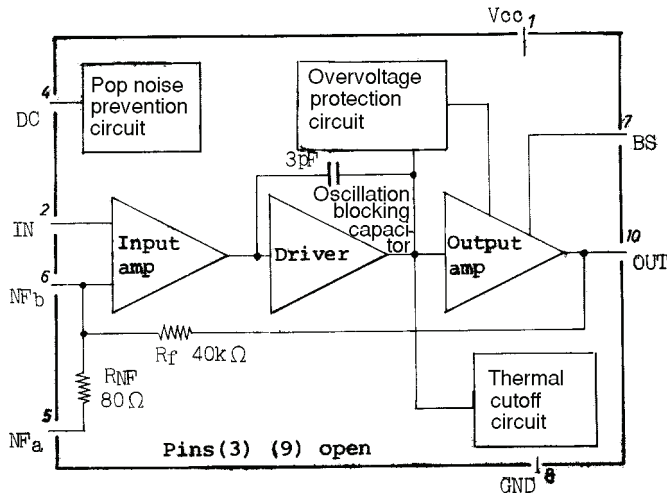 Vcc 1
4
DC
Pop noise
prevention
circuit
Overvoltage
protection
circuit
7
BS
3pF
Oscillation
blocking
capaci-
tor
2
IN
Input
amp
Driver
Output
amp
10
OUT
6
NFb
Rf 40kΩ
RNF
80Ω
5
NFa
Thermal
cutoff
circuit
Pins(3) (9) open
GND 8